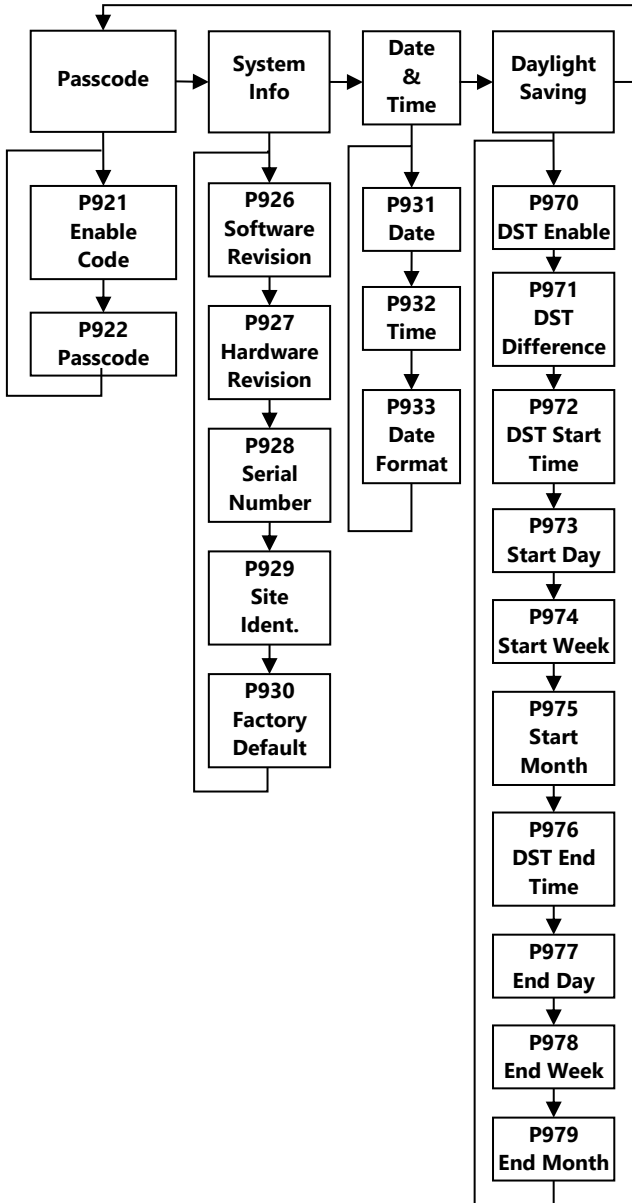 Passcode
System
Info
Date
&
Time
Daylight
Saving
P921
Enable
Code
P922
Passcode
P926
Software
Revision
P927
Hardware
Revision
P928
Serial
Number
P929
Site
Ident.
P930
Factory
Default
P931
Date
P932
Time
P933
Date
Format
P970
DST Enable
P971
DST
Difference
P972
DST Start
Time
P973
Start Day
P974
Start Week
P975
Start
Month
P976
DST End
Time
P977
End Day
P978
End Week
P979
End Month